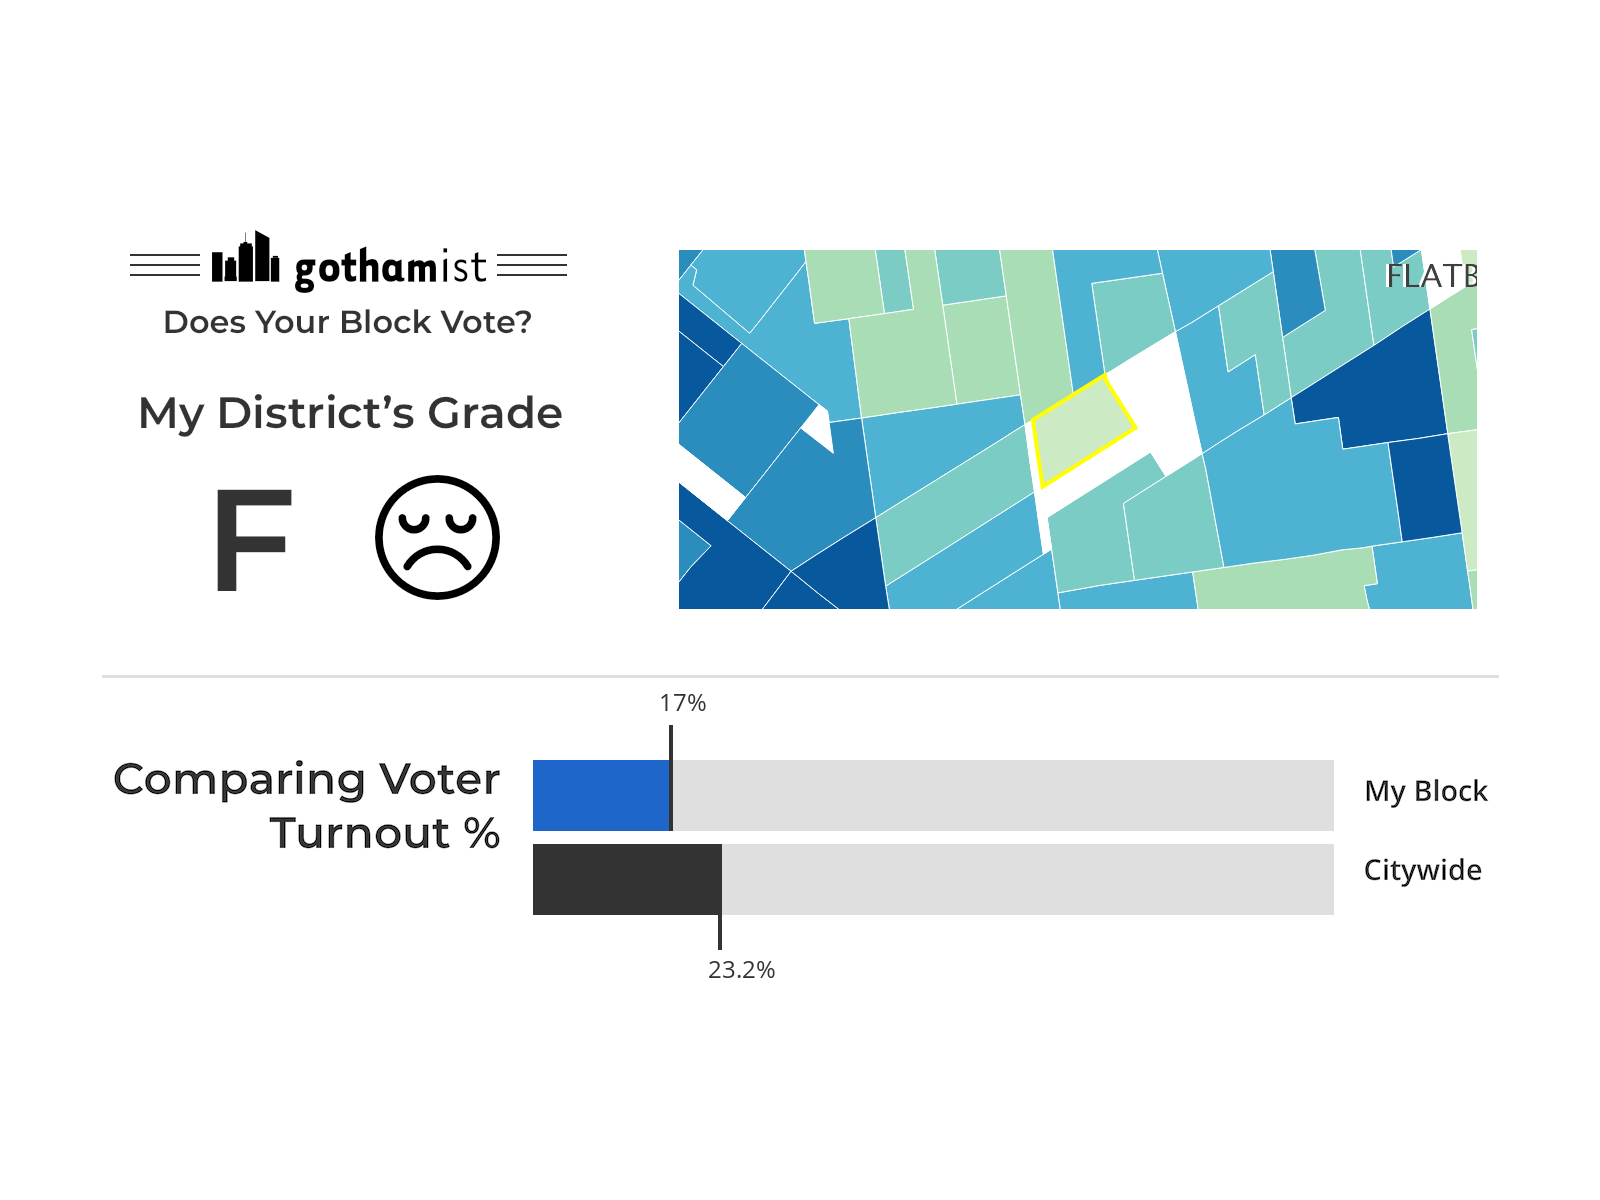 gothamist
Does Your Block Vote?
My District’s Grade
F
FLATB
17%
Comparing Voter
Turnout %
My Block
Citywide
23.2%